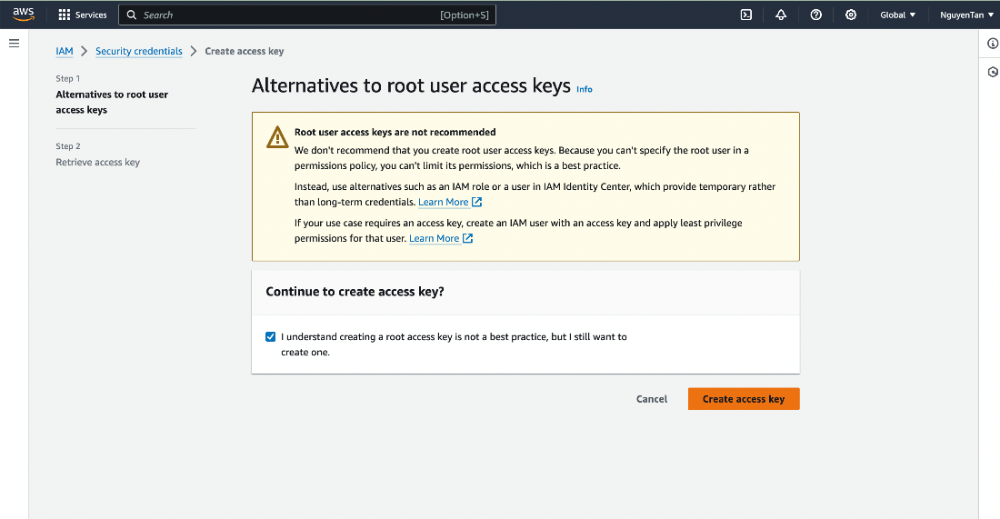 aws
Services
Search
[Option+S]
Global
NguyenTan
IAM
Security credentials
Create access key
Step 1
Alternatives to root user
access keys
Step 2
Retrieve access key
Alternatives to root user access keys Info
Root user access keys are not recommended
We don't recommend that you create root user access keys. Because you can't specify the root user in a
permissions policy, you can't limit its permissions, which is a best practice.
Instead, use alternatives such as an IAM role or a user in IAM Identity Center, which provide temporary rather
than long-term credentials. Learn More
If your use case requires an access key, create an IAM user with an access key and apply least privilege
permissions for that user. Learn More
Continue to create access key?
I understand creating a root access key is not a best practice, but I still want to
create one.
Cancel
Create access key